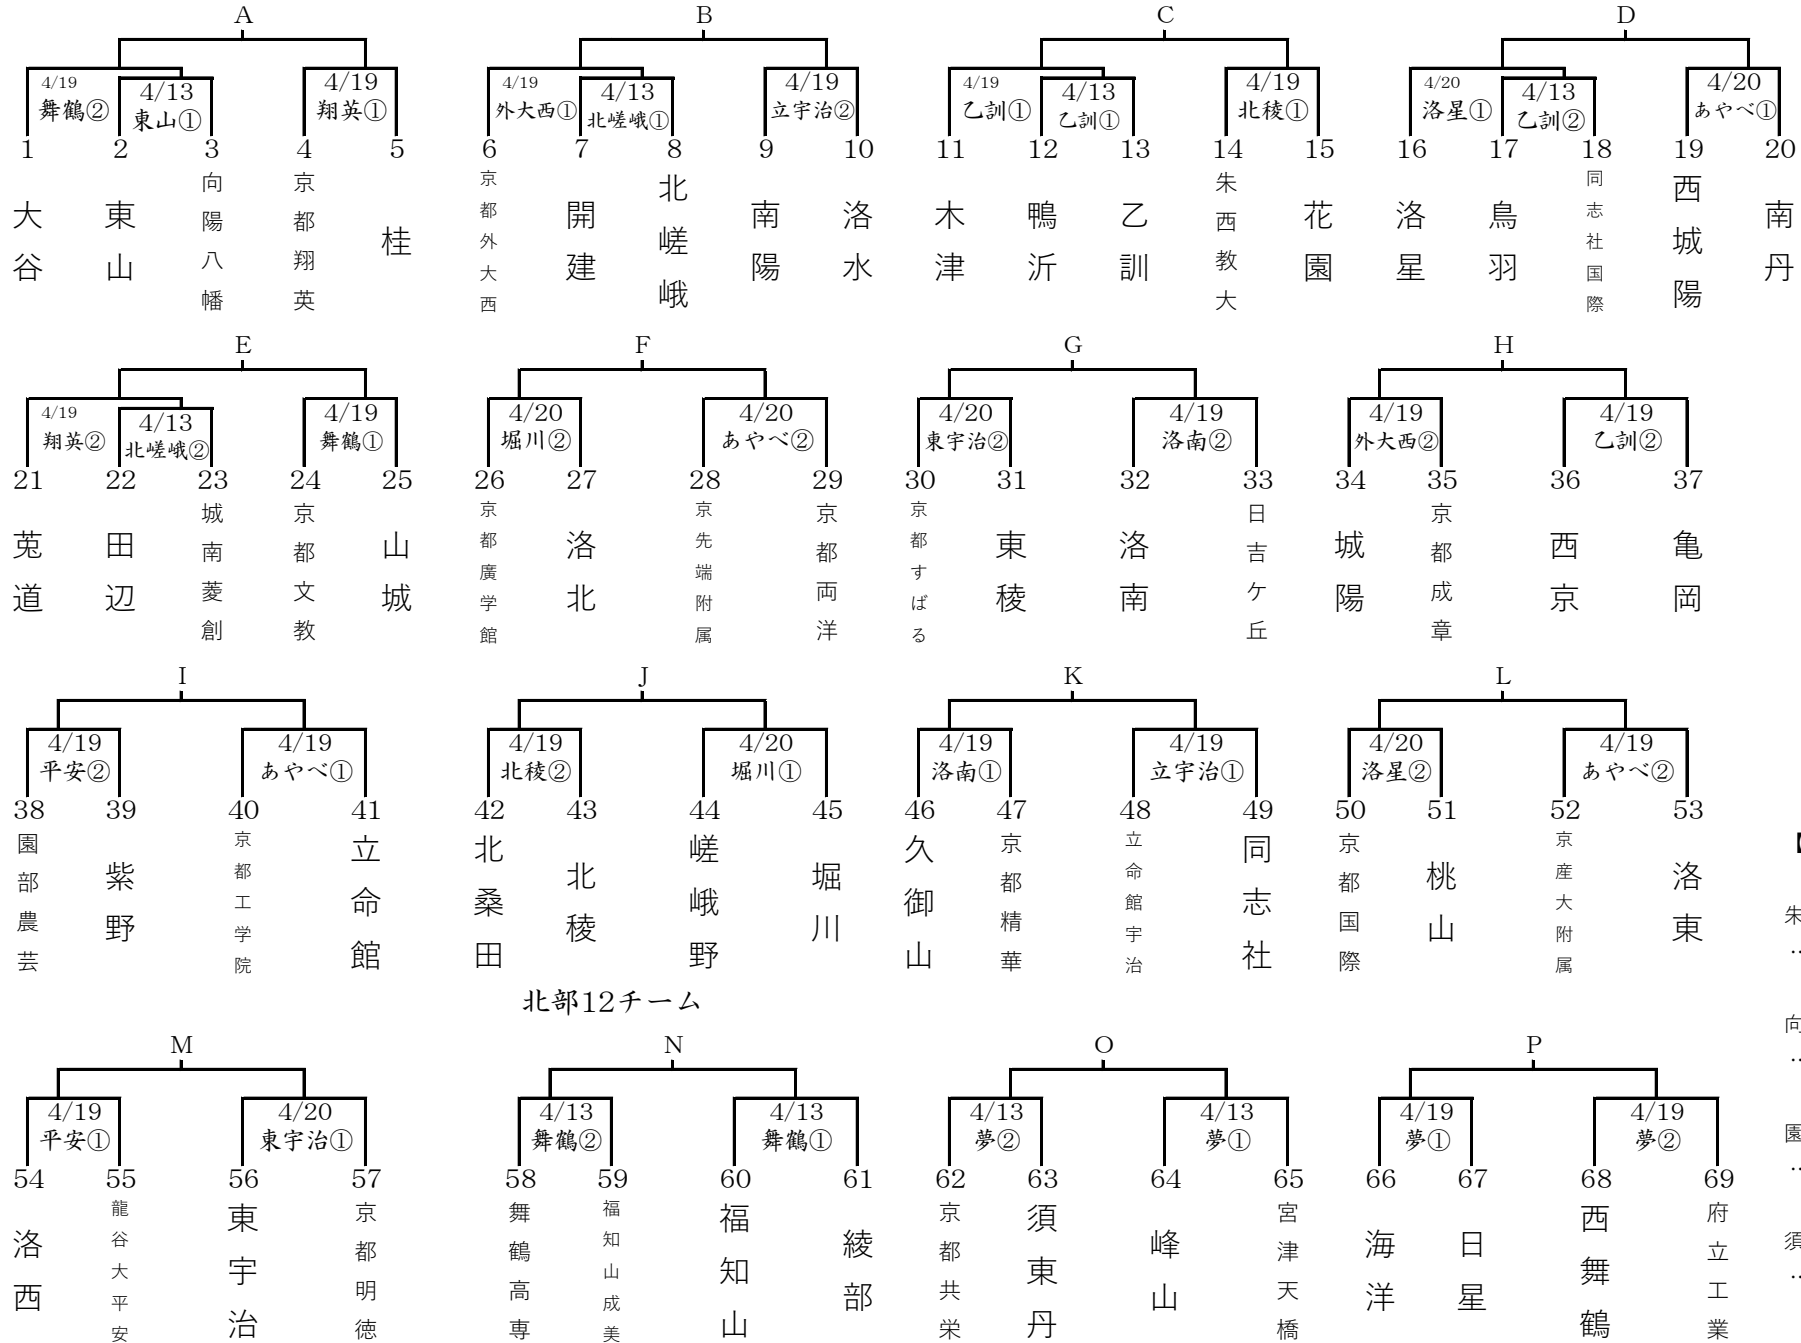 A B C D
4/19 4/13 4/19 4/19 4/13 4/19 4/19 4/13 4/19 4/20 4/13 4/20
舞鶴② 東山① 翔英① 外大西① 北嵯峨① 立宇治② 乙訓① 乙訓① 北稜① 洛星① 乙訓② あやべ①
1 2 3 4 5 6 7 8 9 10 11 12 13 14 15 16 17 18 19 20
大谷 東山 向陽八幡 京都翔英 桂 京都外大西 開建 北嵯峨 南陽 洛水 木津 鴨沂 乙訓 朱西教大 花園 洛星 鳥羽 同志社国際 西城陽 南丹
E F G H
4/19 4/13 4/19 4/20 4/20 4/20 4/19 4/19 4/19
翔英② 北嵯峨② 舞鶴① 堀川② あやべ② 東宇治② 洛南② 外大西② 乙訓②
21 22 23 24 25 26 27 28 29 30 31 32 33 34 35 36 37
莵道 田辺 城南菱創 京都文教 山城 京都廣学館 洛北 京先端附属 京都両洋 京都すばる 東稜 洛南 日吉ケ丘 城陽 京都成章 西京 亀岡
I J K L
4/19 4/19 4/19 4/20 4/19 4/19 4/20 4/19
平安② あやべ① 北稜② 堀川① 洛南① 立宇治① 洛星② あやべ②
38 39 40 41 42 43 44 45 46 47 48 49 50 51 52 53
園部農芸 紫野 京都工学院 立命館 北桑田 北稜 嵯峨野 堀川 久御山 京都精華 立命館宇治 同志社 京都国際 桃山 京産大附属 洛東
【
朱
…
向
…
園
…
須
…
北部12チーム
M N O P
4/19 4/20 4/13 4/13 4/13 4/13 4/19 4/19
平安① 東宇治① 舞鶴② 舞鶴① 夢② 夢① 夢① 夢②
54 55 56 57 58 59 60 61 62 63 64 65 66 67 68 69
洛西 龍谷大平安 東宇治 京都明徳 舞鶴高専 福知山成美 福知山 綾部 京都共栄 須東丹 峰山 宮津天橋 海洋 日星 西舞鶴 府立工業